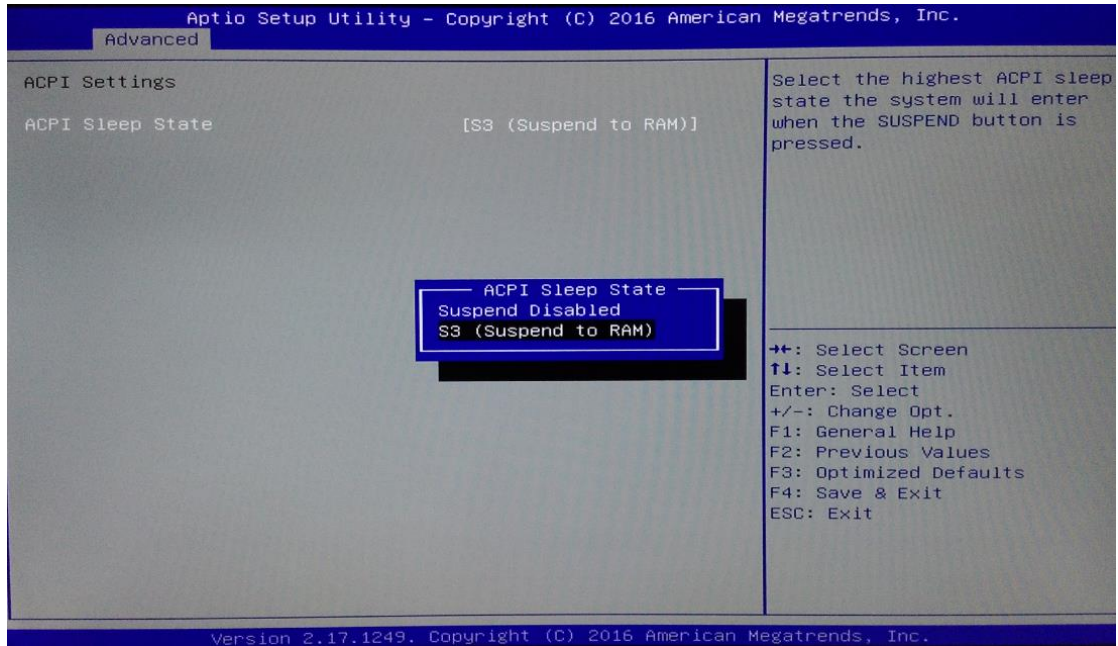 Aptio Setup Utility – Copyright (C) 2016 American Megatrends, Inc.
Advanced
ACPI Settings
ACPI Sleep State [S3 (Suspend to RAM)]
Select the highest ACPI sleep
state the system will enter
when the SUSPEND button is
pressed.
ACPI Sleep State
Suspend Disabled
S3 (Suspend to RAM)
→←: Select Screen
↑↓: Select Item
Enter: Select
+/-: Change Opt.
F1: General Help
F2: Previous Values
F3: Optimized Defaults
F4: Save & Exit
ESC: Exit
Version 2.17.1249. Copyright (C) 2016 American Megatrends, Inc.